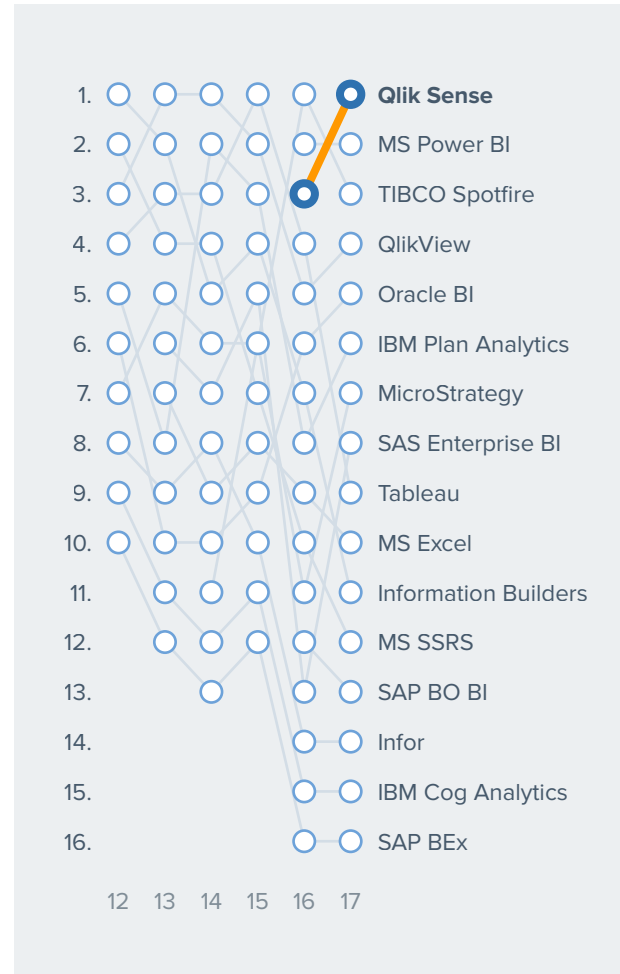 1. Qlik Sense
2. MS Power BI
3. TIBCO Spotfire
4. QlikView
5. Oracle BI
6. IBM Plan Analytics
7. MicroStrategy
8. SAS Enterprise BI
9. Tableau
10. MS Excel
11. Information Builders
12. MS SSRS
13. SAP BO BI
14. Infor
15. IBM Cog Analytics
16. SAP BEx
12 13 14 15 16 17